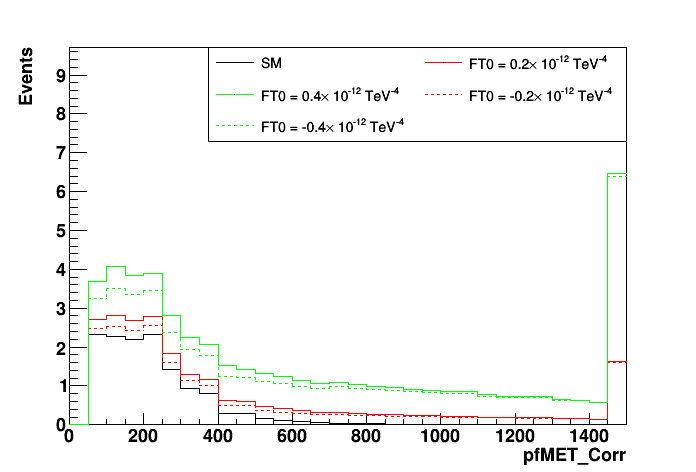 Events
9
8
7
6
5
4
3
2
1
0
SM
FT0 = 0.2× 10⁻¹² TeV⁻⁴
FT0 = 0.4× 10⁻¹² TeV⁻⁴
FT0 = -0.2× 10⁻¹² TeV⁻⁴
FT0 = -0.4× 10⁻¹² TeV⁻⁴
0 200 400 600 800 1000 1200 1400
pfMET_Corr